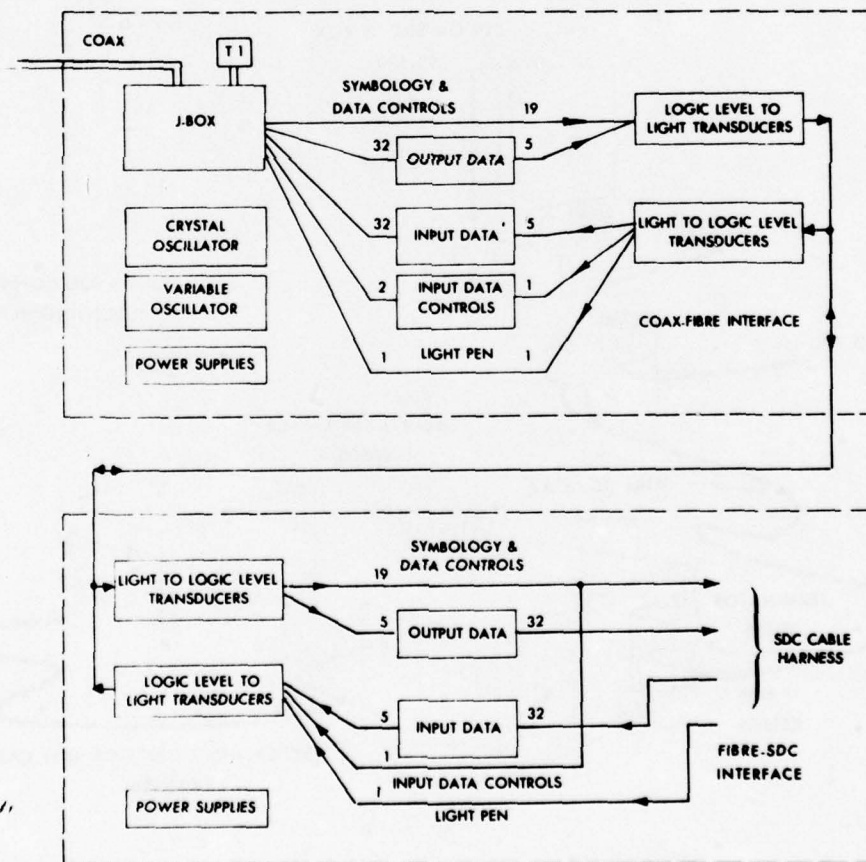 COAX
T 1
J-BOX
SYMBOLOGY &
DATA CONTROLS
19
LOGIC LEVEL TO
LIGHT TRANSDUCERS
32
OUTPUT DATA
5
32
INPUT DATA
5
LIGHT TO LOGIC LEVEL
TRANSDUCERS
CRYSTAL
OSCILLATOR
2
INPUT DATA
CONTROLS
1
VARIABLE
OSCILLATOR
COAX-FIBRE INTERFACE
POWER SUPPLIES
1
LIGHT PEN
1
SYMBOLOGY &
DATA CONTROLS
LIGHT TO LOGIC LEVEL
TRANSDUCERS
19
5
OUTPUT DATA
32
SDC CABLE
HARNESS
LOGIC LEVEL TO
LIGHT TRANSDUCERS
5
INPUT DATA
32
1
INPUT DATA CONTROLS
FIBRE-SDC
INTERFACE
POWER SUPPLIES
1
LIGHT PEN